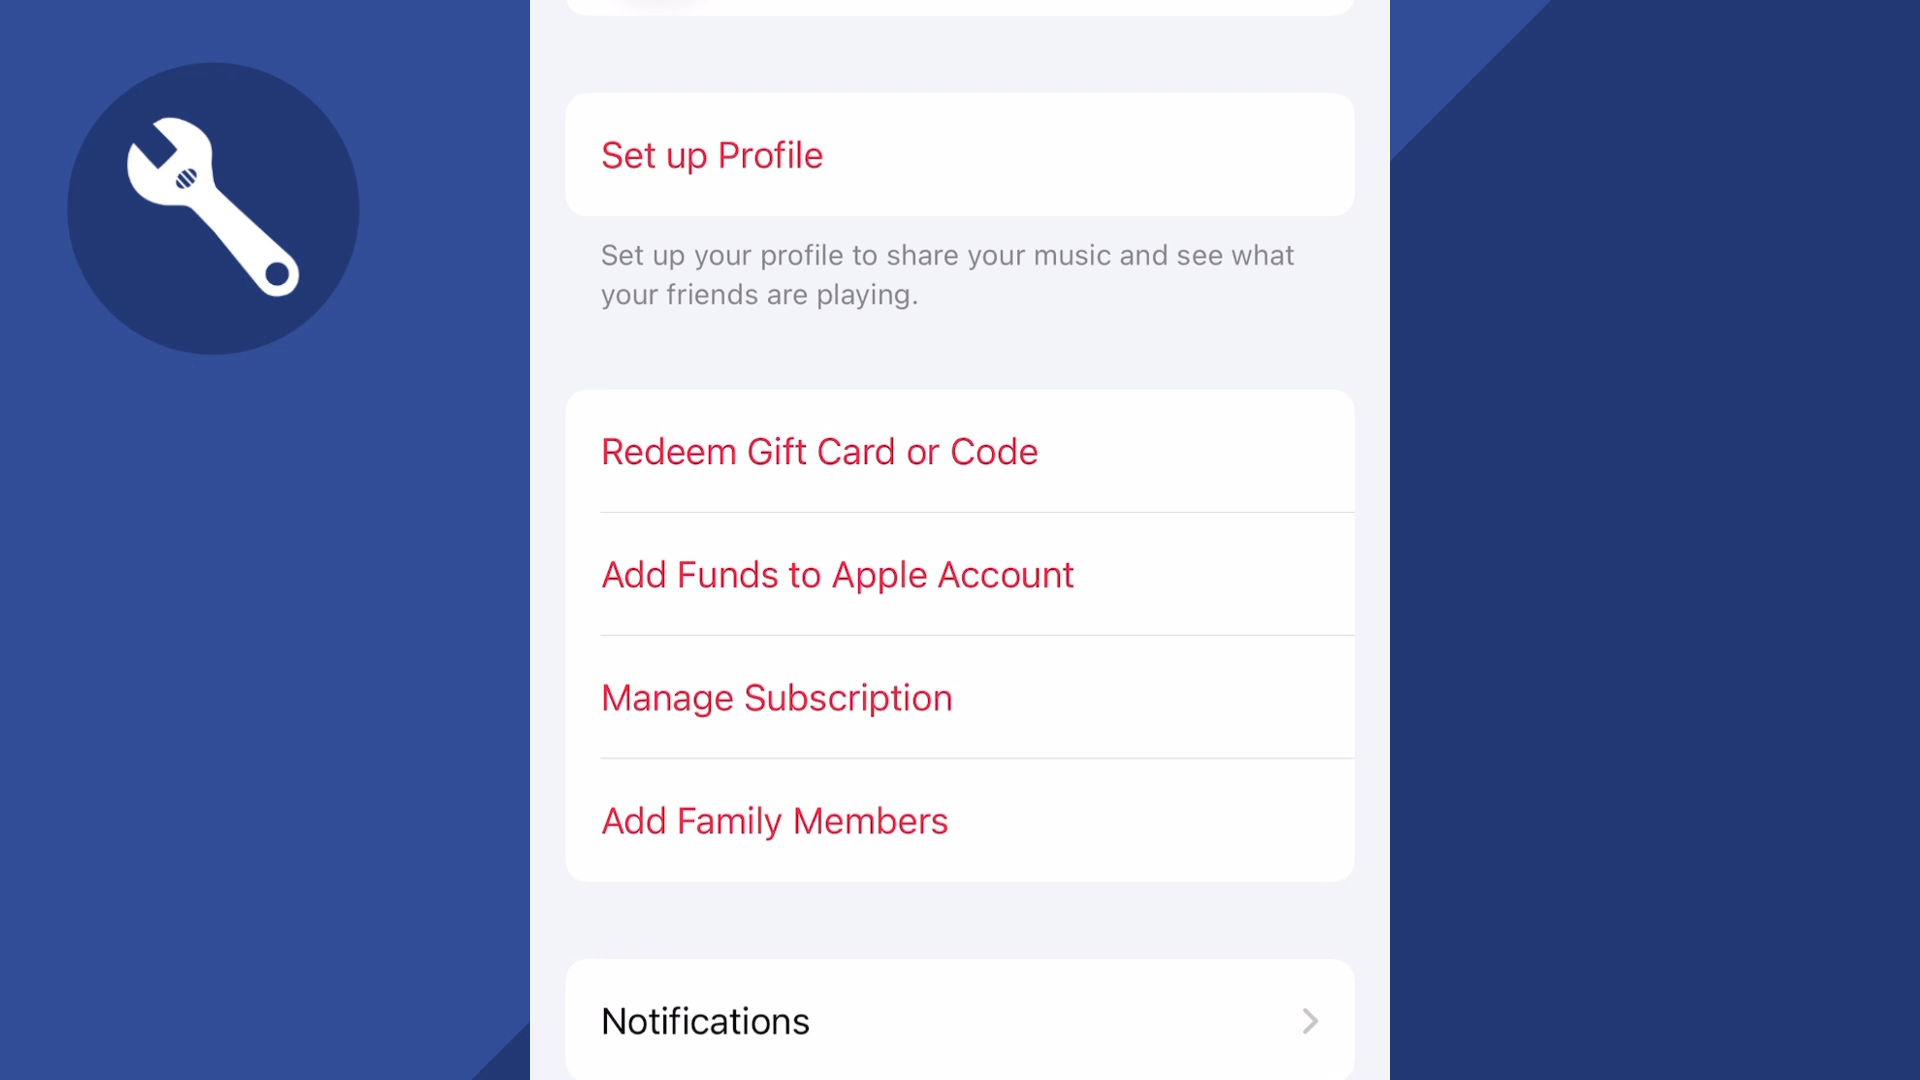 Set up Profile
Set up your profile to share your music and see what
your friends are playing.
Redeem Gift Card or Code
Add Funds to Apple Account
Manage Subscription
Add Family Members
Notifications